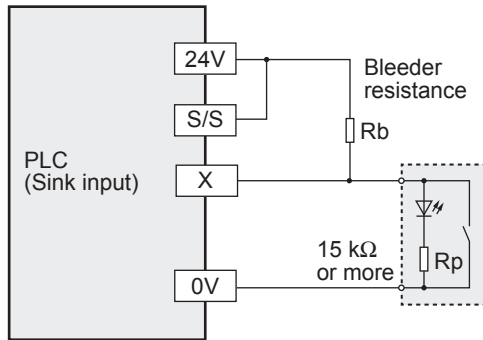 24V
Bleeder
resistance
S/S
Rb
PLC
(Sink input)
X
15 kΩ
or more
Rp
0V